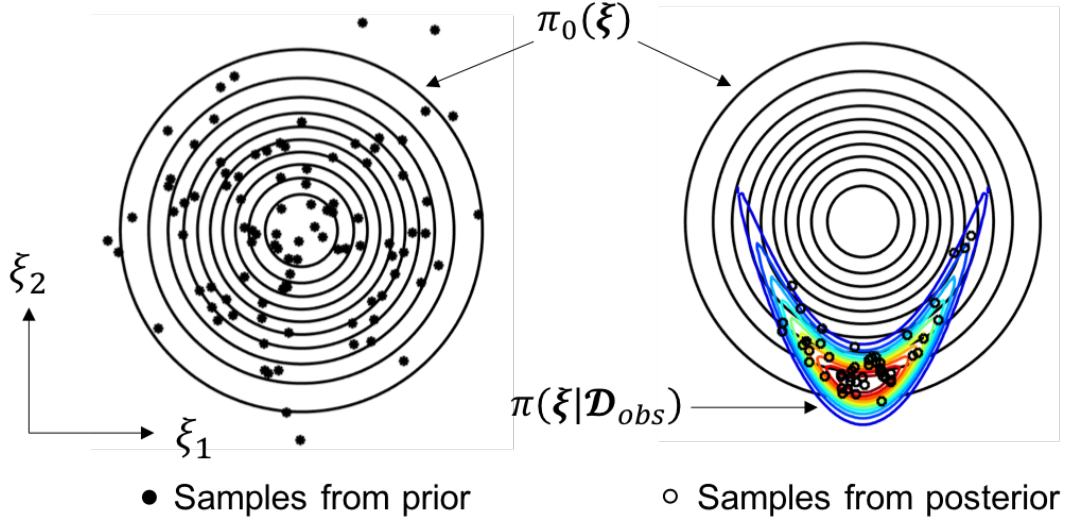 π₀(ξ)
ξ₂
π(ξ|𝓓ₒbₛ)
ξ₁
● Samples from prior
○ Samples from posterior